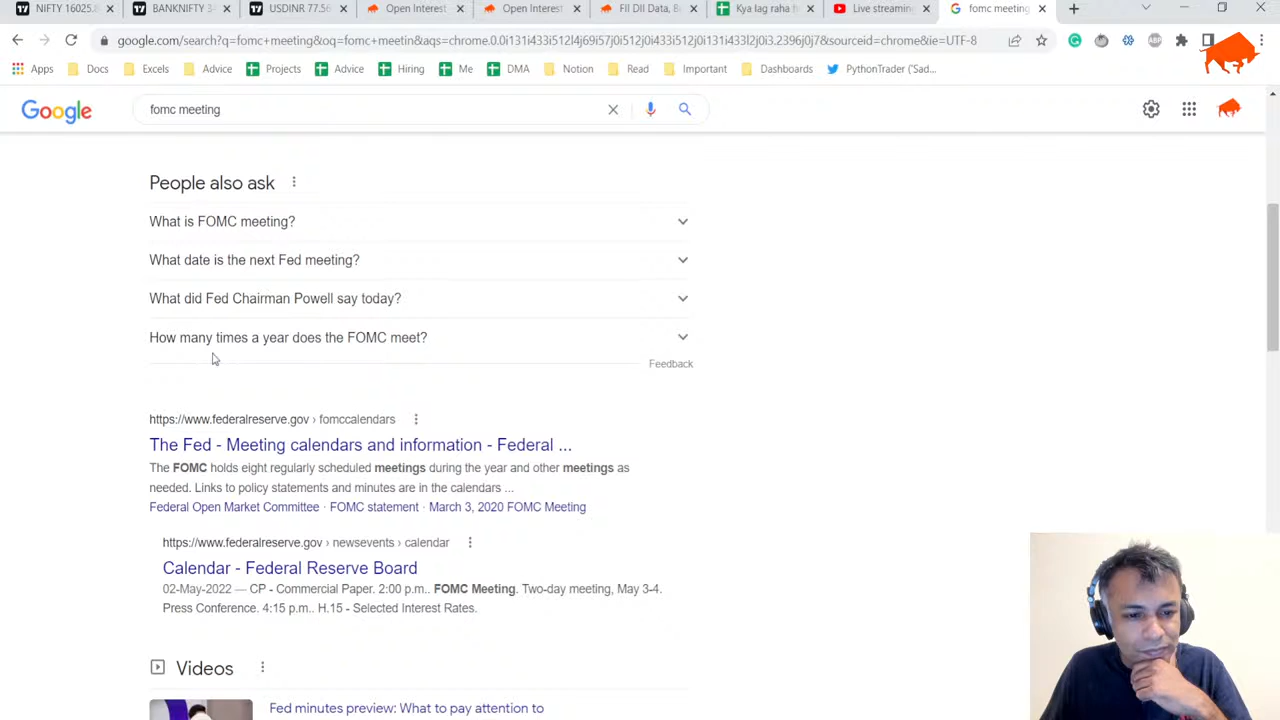 NIFTY 16025.8
BANKNIFTY 34
USDINR 77.56
Open Interest
Open Interest
FII DII Data, 8
Kya lag raha h
Live streaming
fomc meeting
google.com/search?q=fomc+meeting&oq=fomc+meetin&aqs=chrome.0.0i131i433i512l4j69i57j0i512j0i433i512j0i131i433l2j0i3.2396j0j7&sourceid=chrome&ie=UTF-8
Apps
Docs
Excels
Advice
Projects
Advice
Hiring
Me
DMA
Notion
Read
Important
Dashboards
PythonTrader ('Sad...
Google
fomc meeting
People also ask
What is FOMC meeting?
What date is the next Fed meeting?
What did Fed Chairman Powell say today?
How many times a year does the FOMC meet?
Feedback
https://www.federalreserve.gov › fomccalendars
The Fed - Meeting calendars and information - Federal ...
The FOMC holds eight regularly scheduled meetings during the year and other meetings as
needed. Links to policy statements and minutes are in the calendars ...
Federal Open Market Committee · FOMC statement · March 3, 2020 FOMC Meeting
https://www.federalreserve.gov › newsevents › calendar
Calendar - Federal Reserve Board
02-May-2022 — CP - Commercial Paper. 2:00 p.m.. FOMC Meeting. Two-day meeting, May 3-4.
Press Conference. 4:15 p.m.. H.15 - Selected Interest Rates.
Videos
Fed minutes preview: What to pay attention to